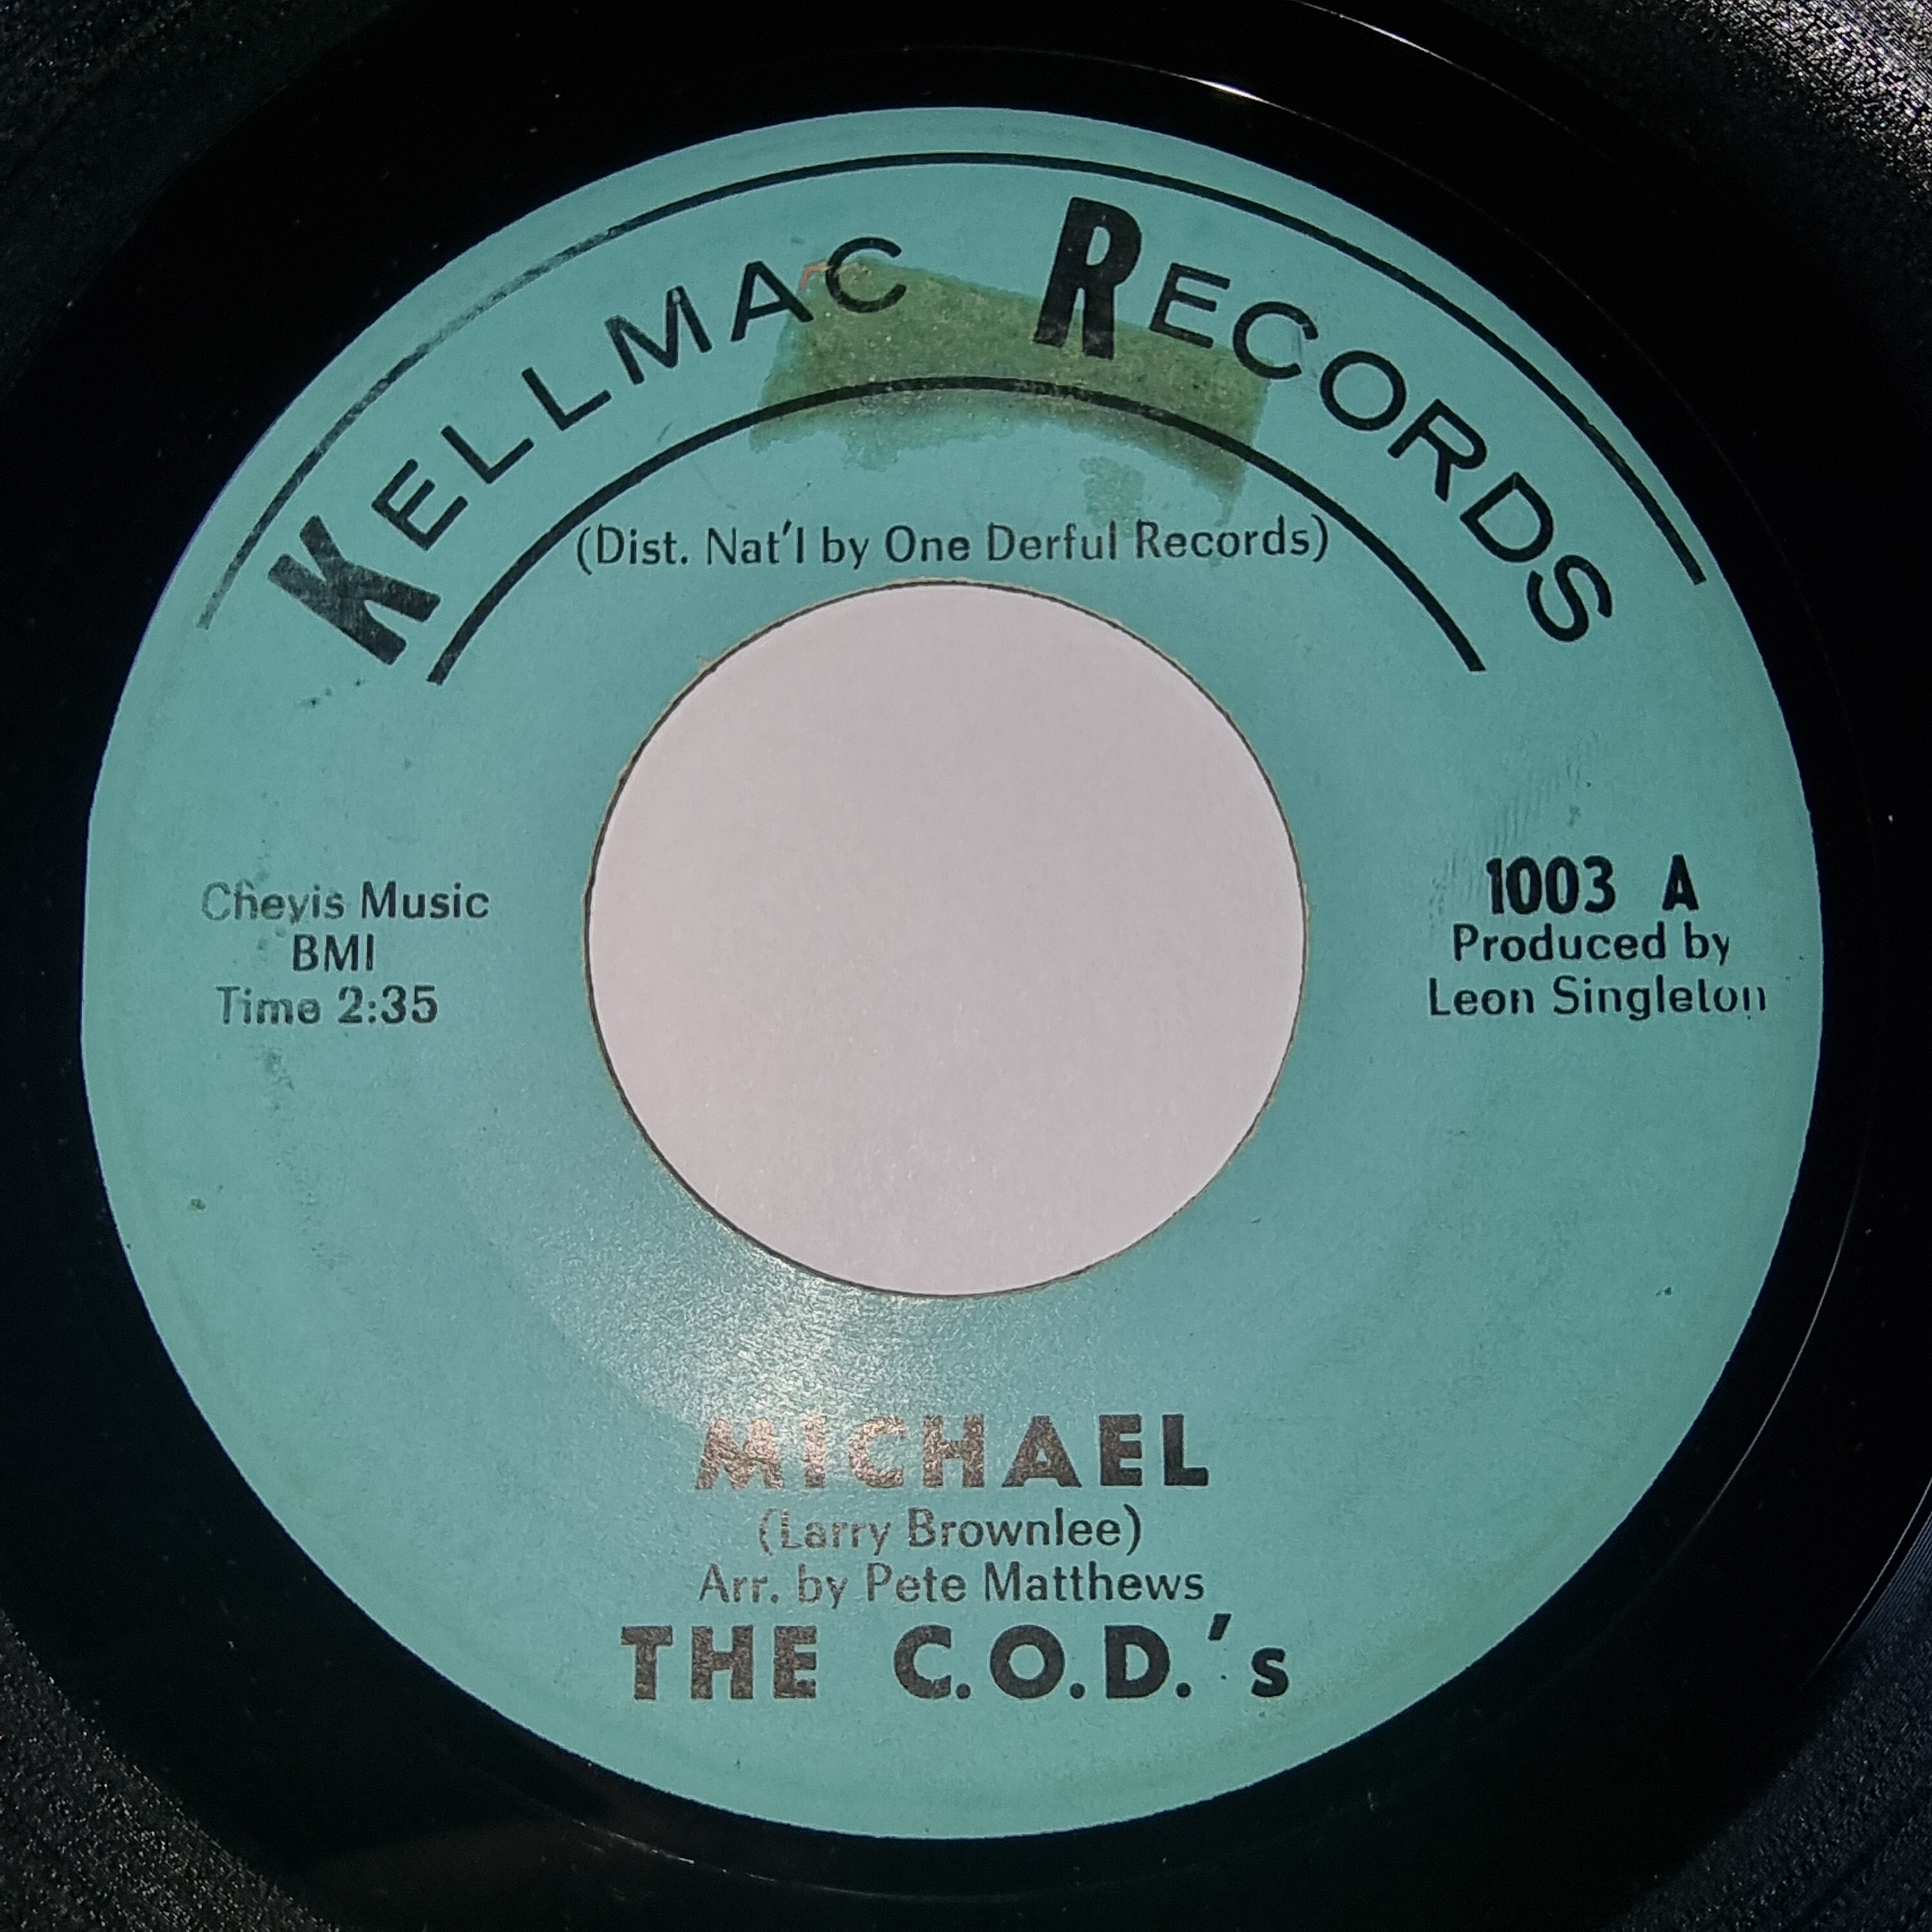 KELLMAC RECORDS
(Dist. Nat'l by One Derful Records)
Chevis Music
BMI
Time 2:35
1003 A
Produced by
Leon Singleton
MICHAEL
(Larry Brownlee)
Arr. by Pete Matthews
THE C.O.D.'s